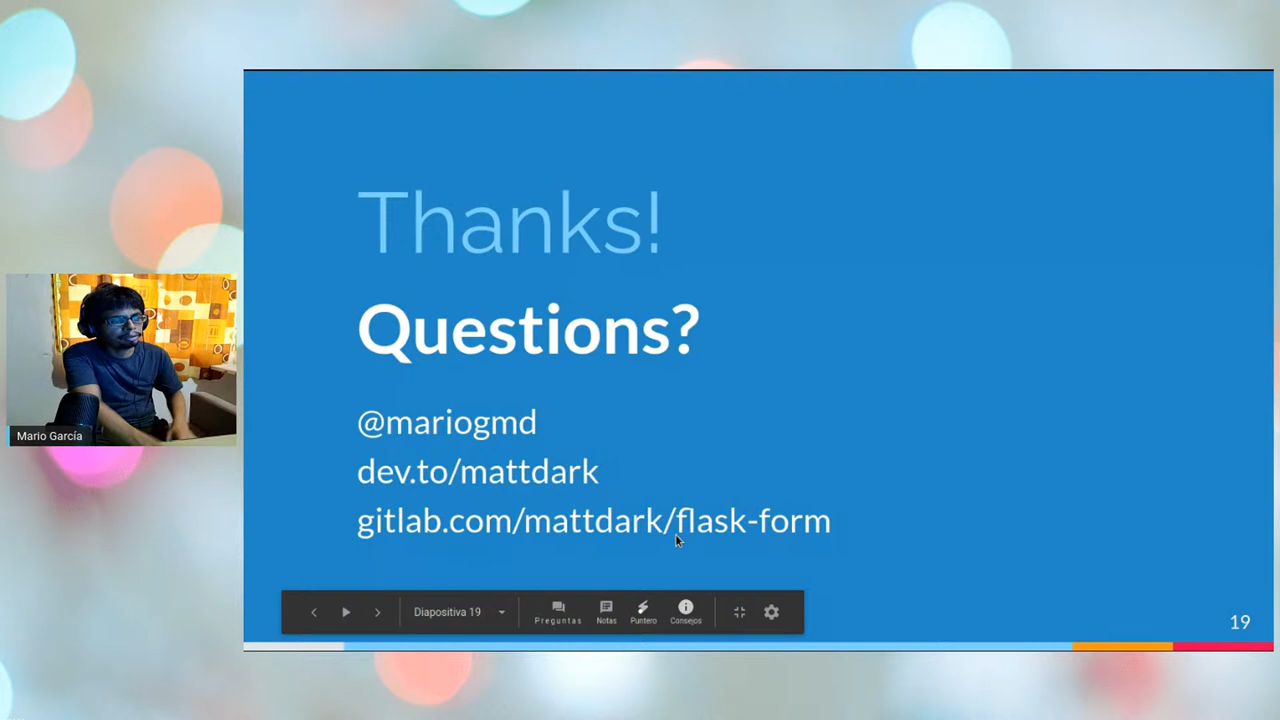 Thanks!
Questions?
@mariogmd
dev.to/mattdark
gitlab.com/mattdark/flask-form
Mario García
Diapositiva 19
Preguntas
Notas
Puntero
Consejos
19